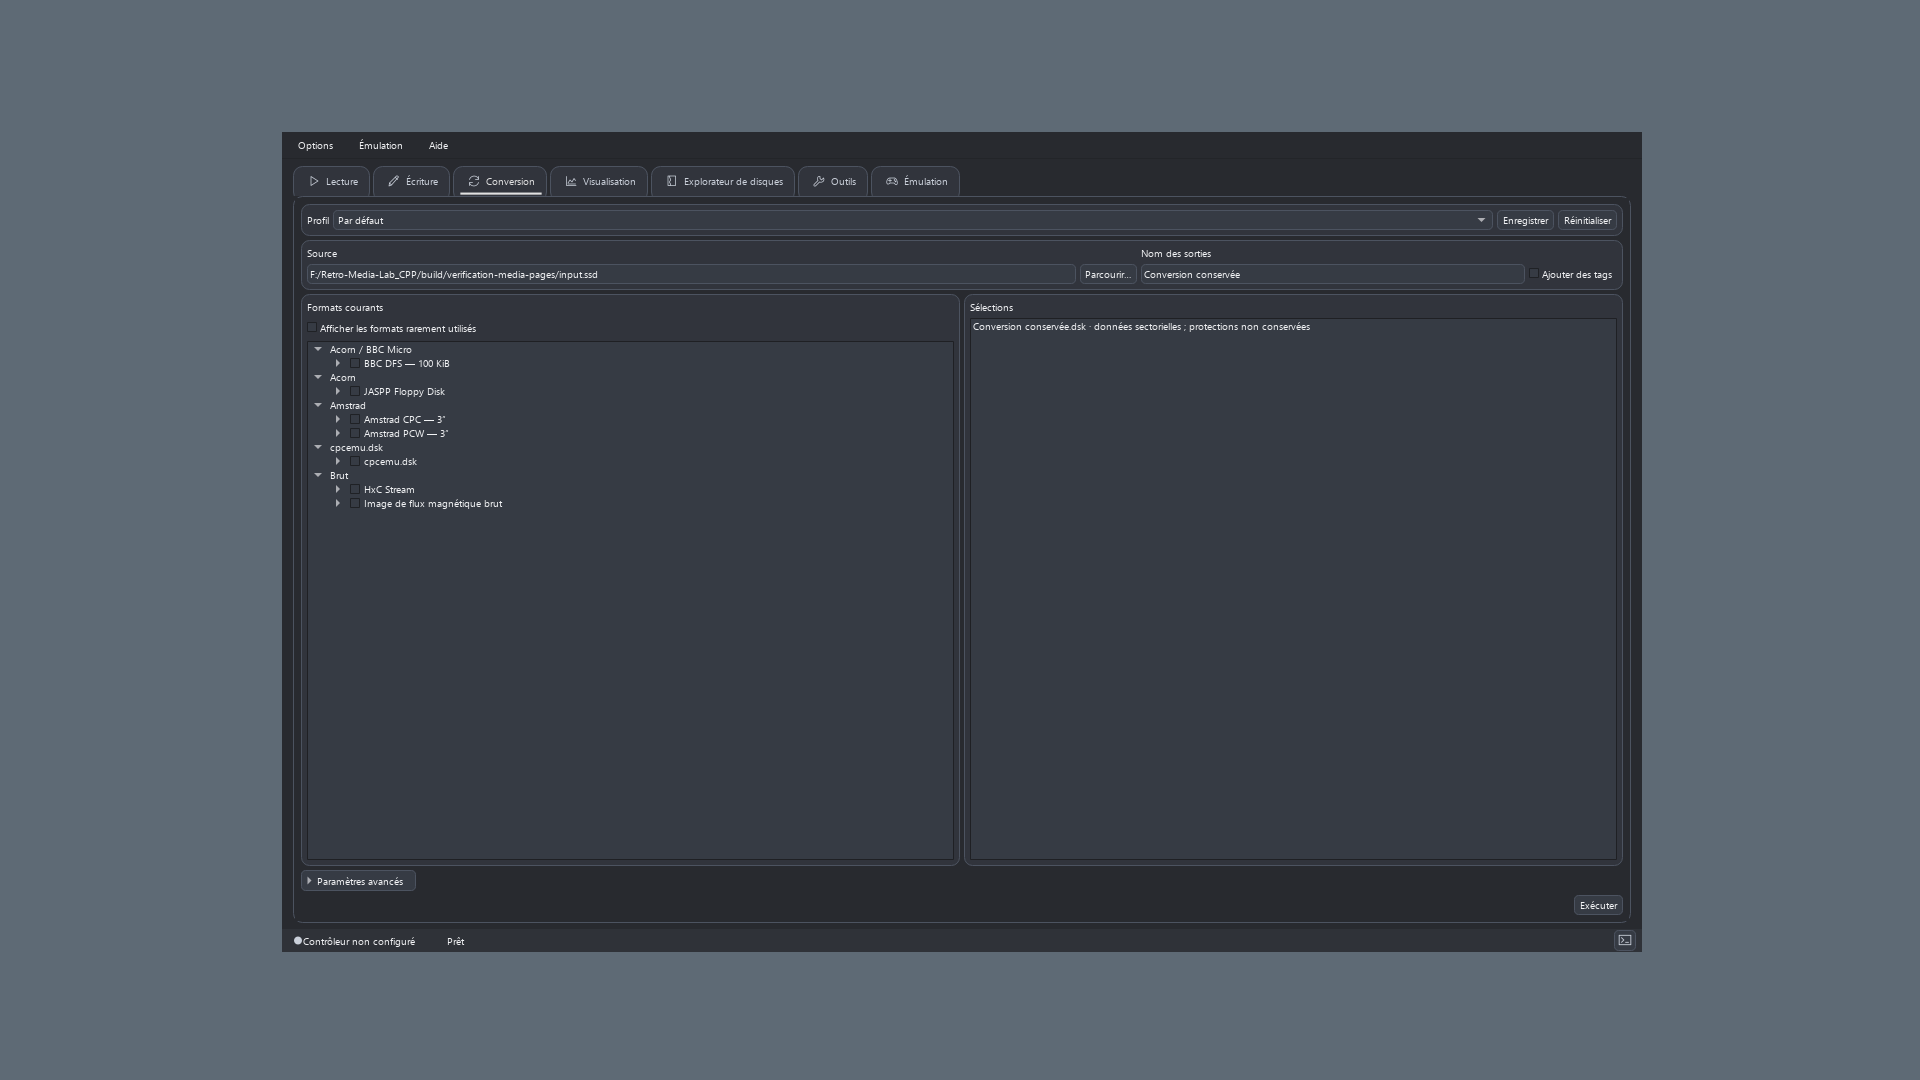 Options Émulation Aide
Lecture Écriture Conversion Visualisation Explorateur de disques Outils Émulation
Profil Par défaut Enregistrer Réinitialiser
Source Nom des sorties
F:/Retro-Media-Lab_CPP/build/verification-media-pages/input.ssd Parcourir... Conversion conservée Ajouter des tags
Formats courants
Afficher les formats rarement utilisés
Acorn / BBC Micro
BBC DFS — 100 KiB
Acorn
JASPP Floppy Disk
Amstrad
Amstrad CPC — 3"
Amstrad PCW — 3"
cpcemu.dsk
cpcemu.dsk
Brut
HxC Stream
Image de flux magnétique brut
Sélections
Conversion conservée.dsk · données sectorielles ; protections non conservées
Paramètres avancés
Exécuter
Contrôleur non configuré Prêt